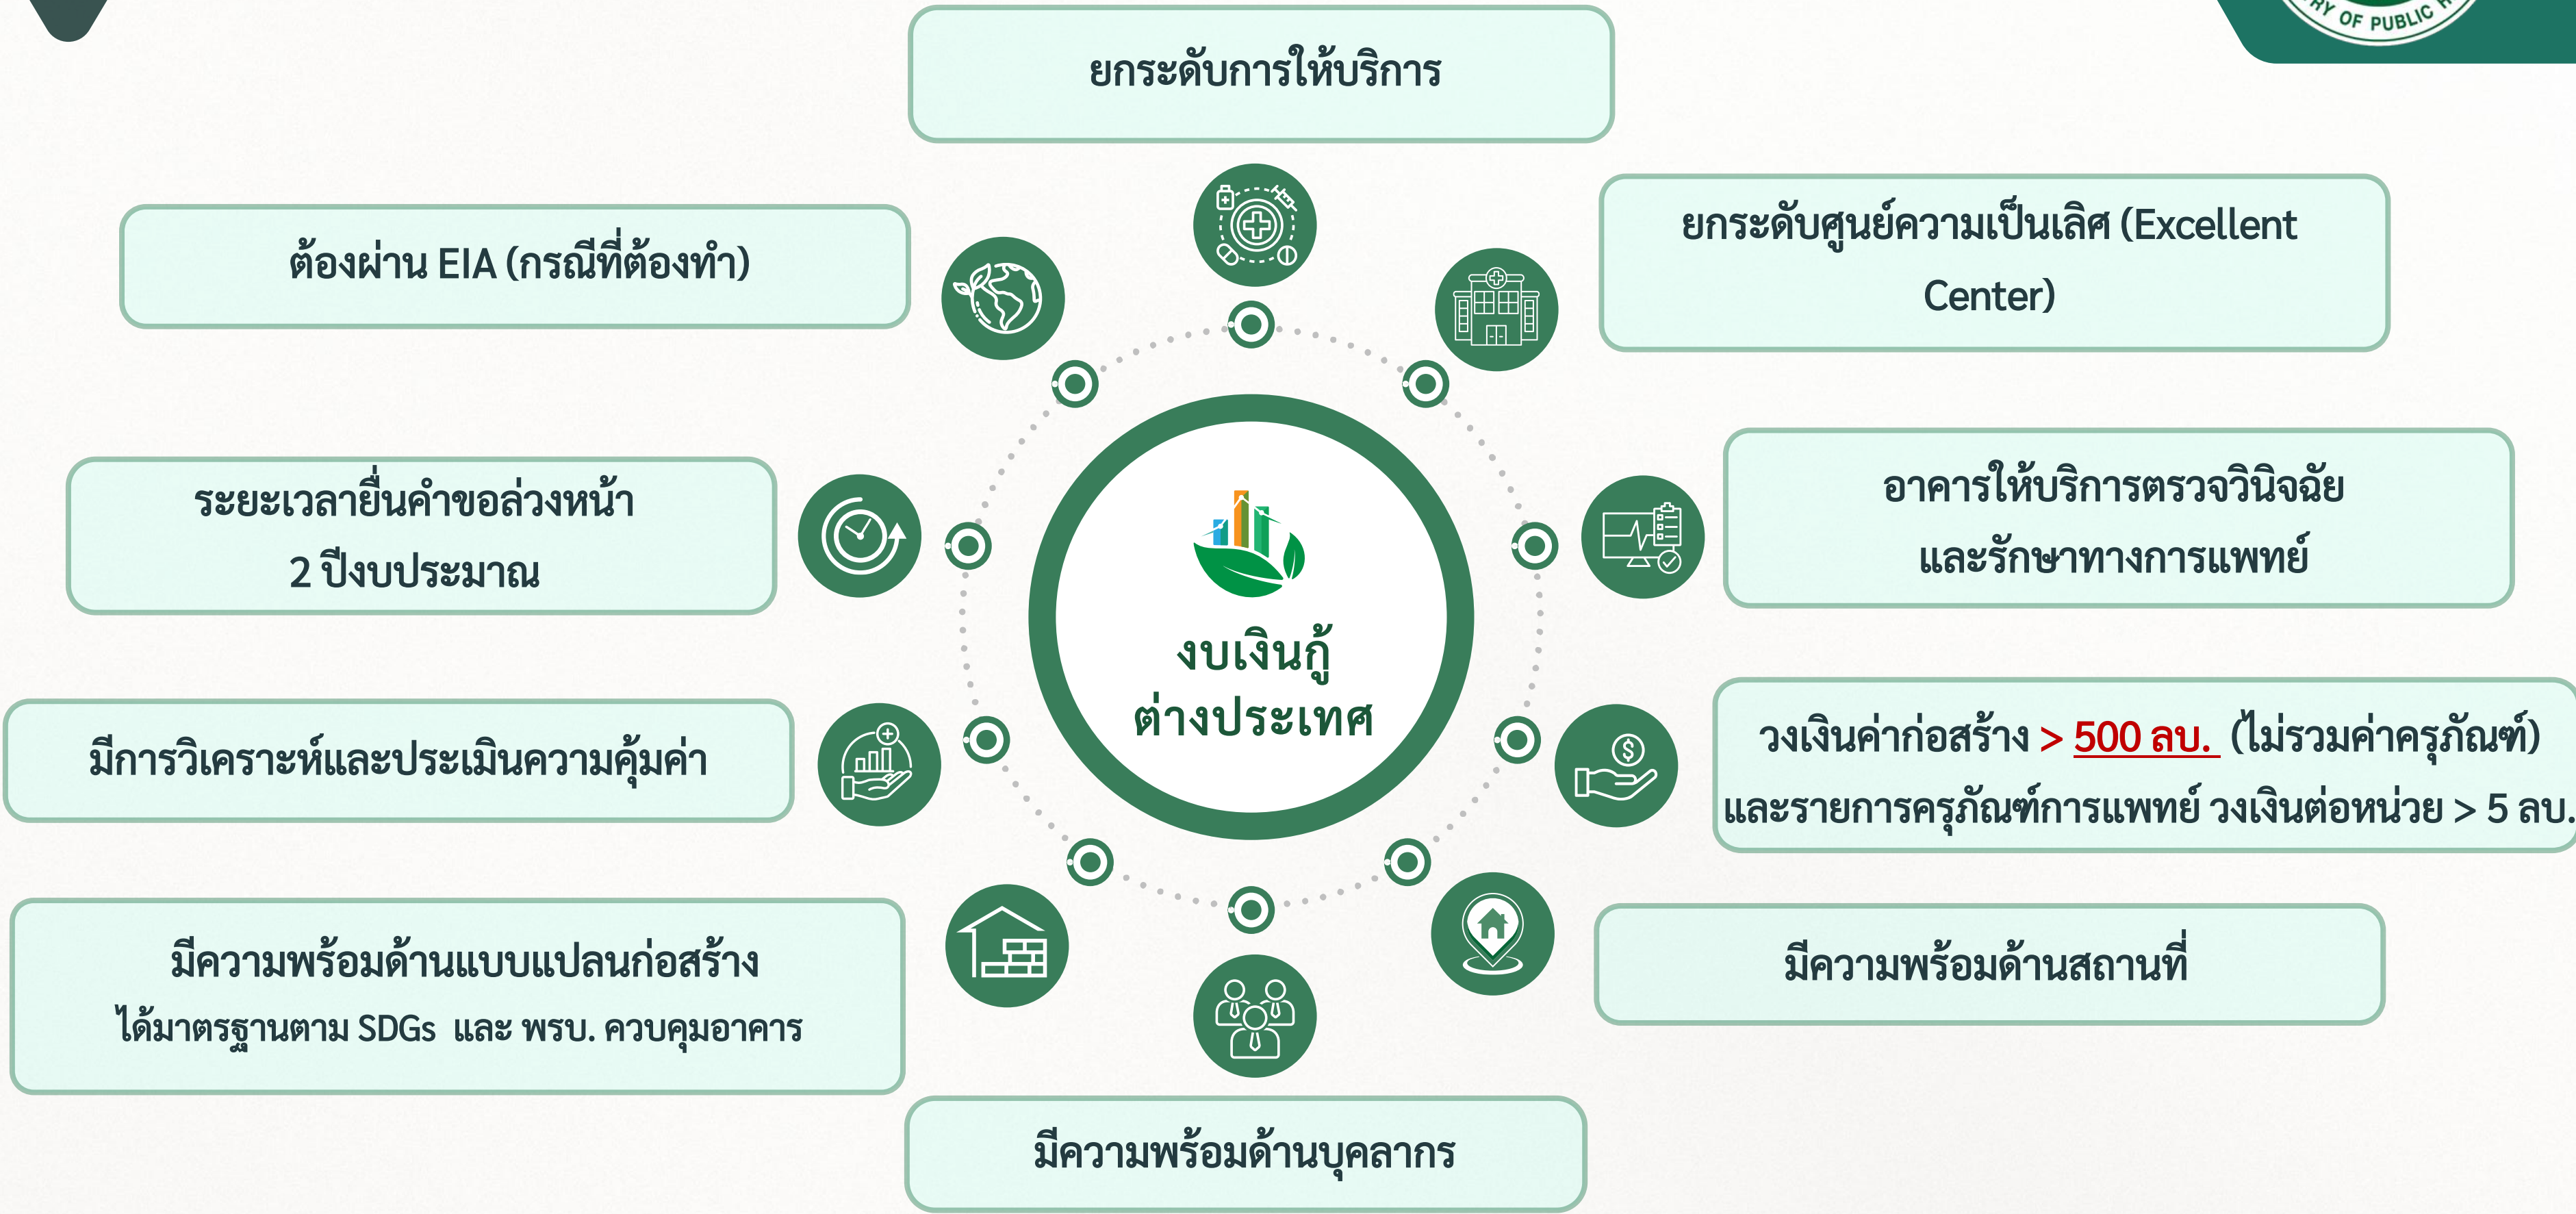 RY OF PUBLIC H
ยกระดับการให้บริการ
ยกระดับศูนย์ความเป็นเลิศ (Excellent
Center)
อาคารให้บริการตรวจวินิจฉัย
และรักษาทางการแพทย์
วงเงินค่าก่อสร้าง > 500 ลบ. (ไม่รวมค่าครุภัณฑ์)
และรายการครุภัณฑ์การแพทย์ วงเงินต่อหน่วย > 5 ลบ.
มีความพร้อมด้านสถานที่
มีความพร้อมด้านบุคลากร
มีความพร้อมด้านแบบแปลนก่อสร้าง
ได้มาตรฐานตาม SDGs และ พรบ. ควบคุมอาคาร
มีการวิเคราะห์และประเมินความคุ้มค่า
ระยะเวลายื่นคำขอล่วงหน้า
2 ปีงบประมาณ
ต้องผ่าน EIA (กรณีที่ต้องทำ)
งบเงินกู้
ต่างประเทศ